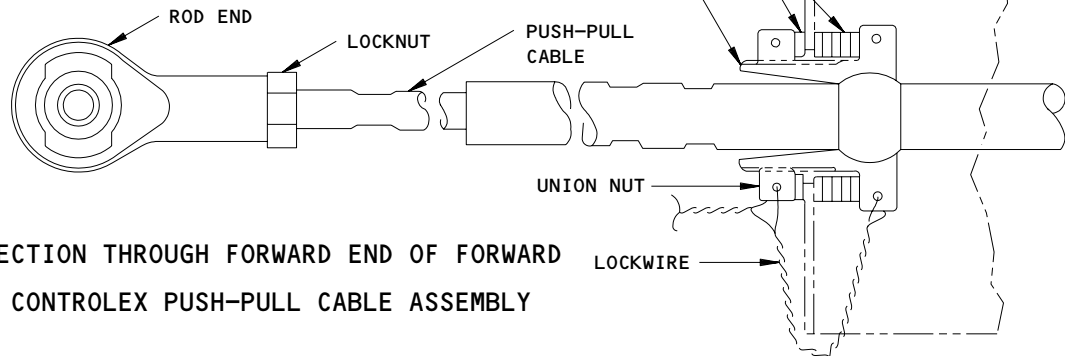 ROD END
LOCKNUT
PUSH-PULL
CABLE
UNION NUT
LOCKWIRE
ECTION THROUGH FORWARD END OF FORWARD
CONTROLEX PUSH-PULL CABLE ASSEMBLY